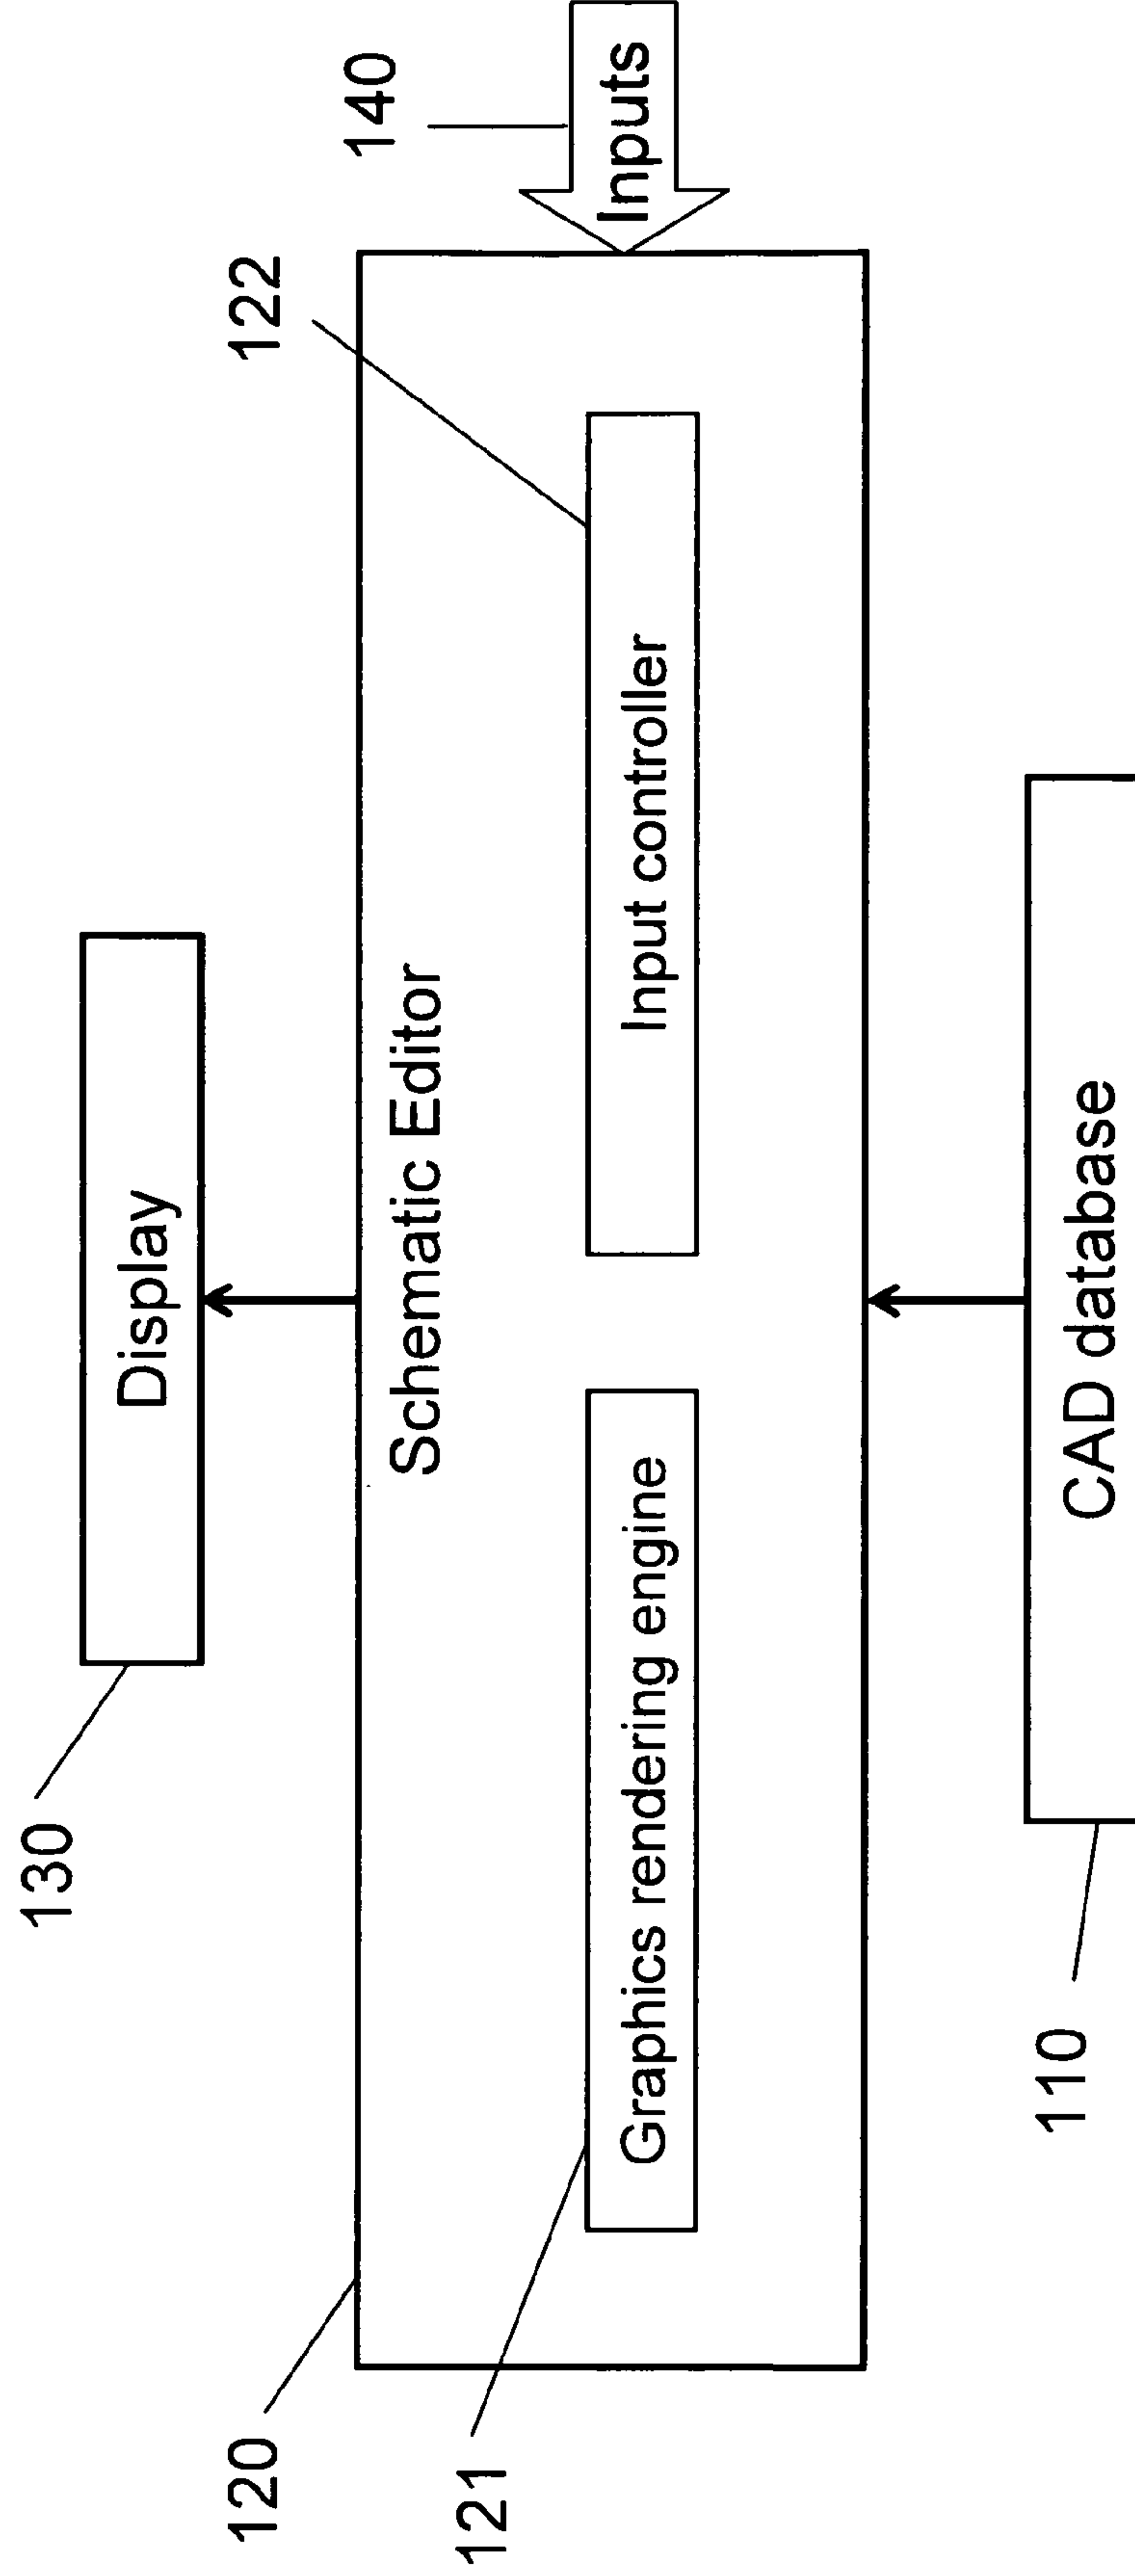 130
Display
120
Schematic Editor
122
140
121
Graphics rendering engine
Input controller
Inputs
110
CAD database